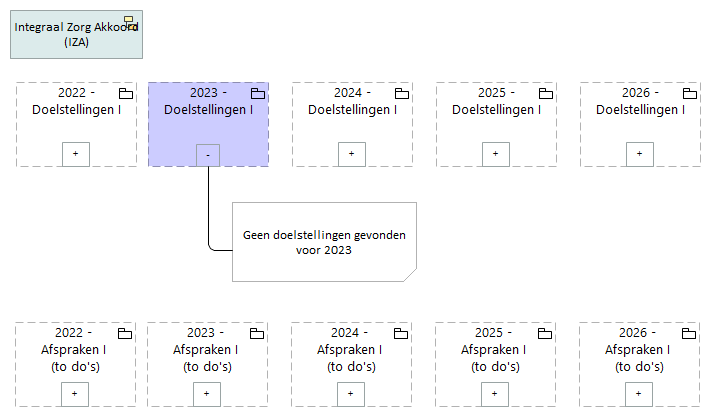 Integraal Zorg Akkoord
(IZA)
2022 -
Doelstellingen I
+
2023 -
Doelstellingen I
-
2024 -
Doelstellingen I
+
2025 -
Doelstellingen I
+
2026 -
Doelstellingen I
+
Geen doelstellingen gevonden
voor 2023
2022 -
Afspraken I
(to do's)
+
2023 -
Afspraken I
(to do's)
+
2024 -
Afspraken I
(to do's)
+
2025 -
Afspraken I
(to do's)
+
2026 -
Afspraken I
(to do's)
+